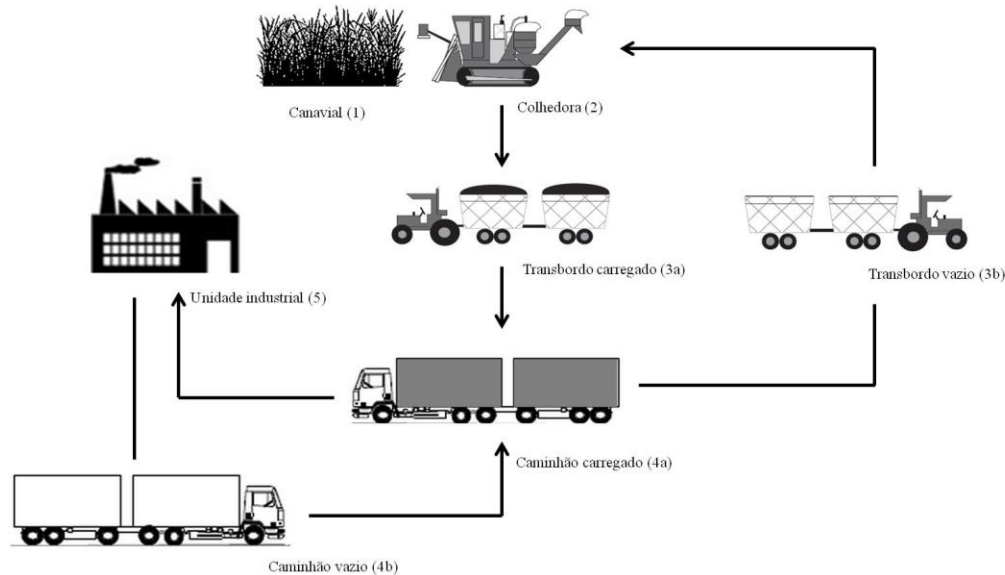 Canavial (1)
Colhedora (2)
Transbordo carregado (3a)
Transbordo vazio (3b)
Unidade industrial (5)
Caminhão carregado (4a)
Caminhão vazio (4b)